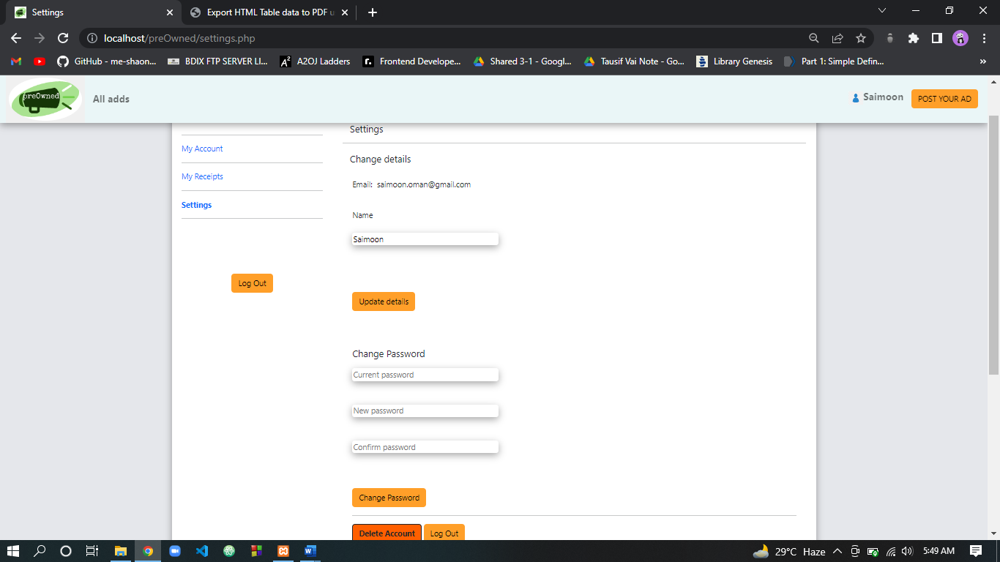 Settings
Export HTML Table data to PDF u
localhost/preOwned/settings.php
GitHub - me-shaon...
BDIX FTP SERVER LI...
A2OJ Ladders
Frontend Develope...
Shared 3-1 - Googl...
Tausif Vai Note - Go...
Library Genesis
Part 1: Simple Defin...
preOwned
All adds
Saimoon
POST YOUR AD
Settings
My Account
Change details
My Receipts
Email: saimoon.oman@gmail.com
Settings
Name
Saimoon
Log Out
Update details
Change Password
Current password
New password
Confirm password
Change Password
Delete Account
Log Out
29°C Haze
5:49 AM